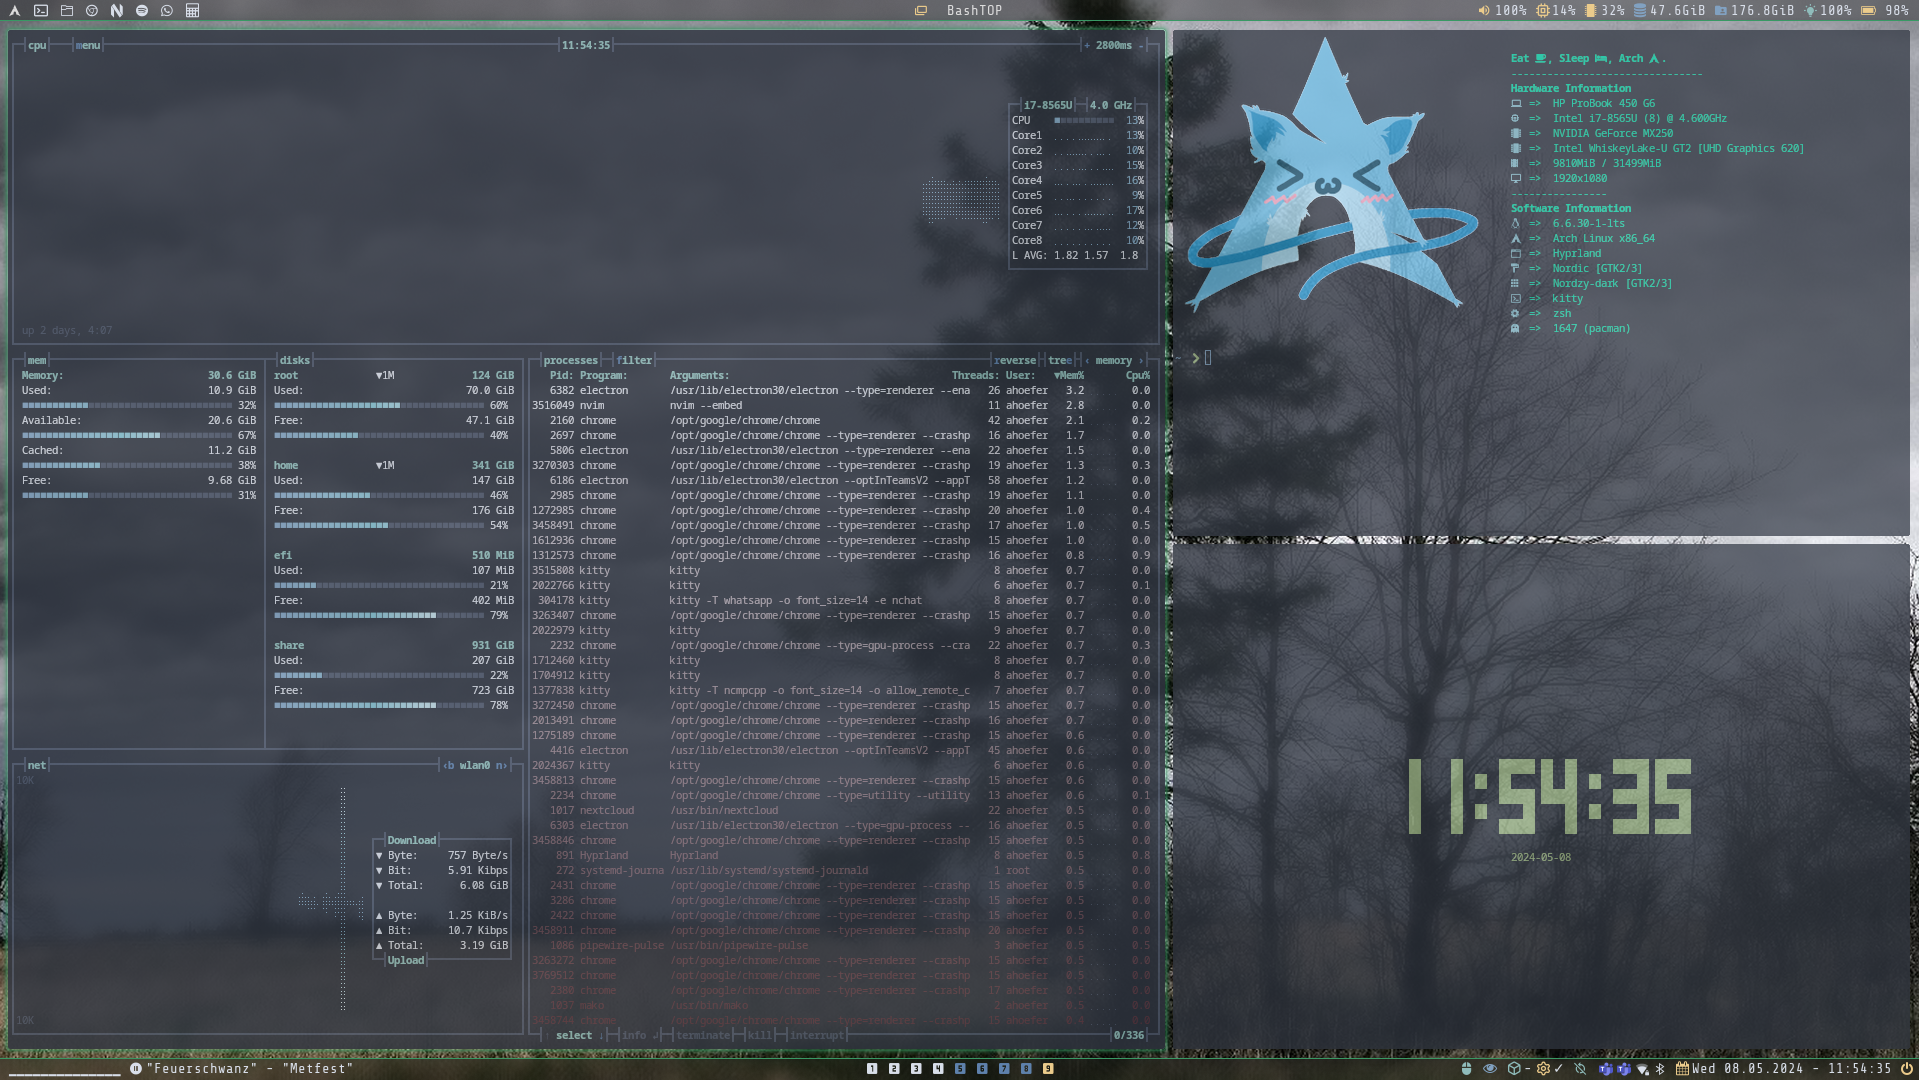 BashTOP
100% 14% 32% 47.6GiB 176.8GiB 100% 98%
cpu menu 11:54:35 + 2800ms -
i7-8565U 4.0 GHz
CPU 13%
Core1 13%
Core2 10%
Core3 15%
Core4 16%
Core5 9%
Core6 17%
Core7 12%
Core8 10%
L AVG: 1.82 1.57 1.8
up 2 days, 4:07
mem
Memory: 30.6 GiB
Used: 10.9 GiB
32%
Available: 20.6 GiB
67%
Cached: 11.2 GiB
38%
Free: 9.68 GiB
31%
disks
root ▼1M 124 GiB
Used: 70.0 GiB
60%
Free: 47.1 GiB
40%
home ▼1M 341 GiB
Used: 147 GiB
46%
Free: 176 GiB
54%
efi 510 MiB
Used: 107 MiB
21%
Free: 402 MiB
79%
share 931 GiB
Used: 207 GiB
22%
Free: 723 GiB
78%
net ‹b wlan0 n›
10K
Download
▼ Byte: 757 Byte/s
▼ Bit: 5.91 Kibps
▼ Total: 6.08 GiB
▲ Byte: 1.25 KiB/s
▲ Bit: 10.7 Kibps
▲ Total: 3.19 GiB
Upload
10K
processes filter reverse tree ‹ memory ›
Pid: Program: Arguments: Threads: User: ▼Mem% Cpu%
6382 electron /usr/lib/electron30/electron --type=renderer --ena 26 ahoefer 3.2 0.0
3516049 nvim nvim --embed 11 ahoefer 2.8 0.0
2160 chrome /opt/google/chrome/chrome 42 ahoefer 2.1 0.2
2697 chrome /opt/google/chrome/chrome --type=renderer --crashp 16 ahoefer 1.7 0.0
5806 electron /usr/lib/electron30/electron --type=renderer --ena 22 ahoefer 1.5 0.0
3270303 chrome /opt/google/chrome/chrome --type=renderer --crashp 19 ahoefer 1.3 0.3
6186 electron /usr/lib/electron30/electron --optInTeamsV2 --appT 58 ahoefer 1.2 0.0
2985 chrome /opt/google/chrome/chrome --type=renderer --crashp 19 ahoefer 1.1 0.0
1272985 chrome /opt/google/chrome/chrome --type=renderer --crashp 20 ahoefer 1.0 0.4
3458491 chrome /opt/google/chrome/chrome --type=renderer --crashp 17 ahoefer 1.0 0.5
1612936 chrome /opt/google/chrome/chrome --type=renderer --crashp 15 ahoefer 1.0 0.0
1312573 chrome /opt/google/chrome/chrome --type=renderer --crashp 16 ahoefer 0.8 0.9
3515808 kitty kitty 8 ahoefer 0.7 0.0
2022766 kitty kitty 6 ahoefer 0.7 0.1
304178 kitty kitty -T whatsapp -o font_size=14 -e nchat 8 ahoefer 0.7 0.0
3263407 chrome /opt/google/chrome/chrome --type=renderer --crashp 15 ahoefer 0.7 0.0
2022979 kitty kitty 9 ahoefer 0.7 0.0
2232 chrome /opt/google/chrome/chrome --type=gpu-process --cra 22 ahoefer 0.7 0.3
1712460 kitty kitty 8 ahoefer 0.7 0.0
1704912 kitty kitty 8 ahoefer 0.7 0.0
1377838 kitty kitty -T ncmpcpp -o font_size=14 -o allow_remote_c 7 ahoefer 0.7 0.0
3272450 chrome /opt/google/chrome/chrome --type=renderer --crashp 15 ahoefer 0.7 0.0
2013491 chrome /opt/google/chrome/chrome --type=renderer --crashp 16 ahoefer 0.7 0.0
1275189 chrome /opt/google/chrome/chrome --type=renderer --crashp 15 ahoefer 0.6 0.0
4416 electron /usr/lib/electron30/electron --optInTeamsV2 --appT 45 ahoefer 0.6 0.0
2024367 kitty kitty 6 ahoefer 0.6 0.0
3458813 chrome /opt/google/chrome/chrome --type=renderer --crashp 15 ahoefer 0.6 0.0
2234 chrome /opt/google/chrome/chrome --type=utility --utility 13 ahoefer 0.6 0.1
1017 nextcloud /usr/bin/nextcloud 22 ahoefer 0.5 0.0
6303 electron /usr/lib/electron30/electron --type=gpu-process -- 16 ahoefer 0.5 0.0
3458846 chrome /opt/google/chrome/chrome --type=renderer --crashp 15 ahoefer 0.5 0.0
891 Hyprland Hyprland 8 ahoefer 0.5 0.8
272 systemd-journa /usr/lib/systemd/systemd-journald 1 root 0.5 0.0
2431 chrome /opt/google/chrome/chrome --type=renderer --crashp 15 ahoefer 0.5 0.0
3286 chrome /opt/google/chrome/chrome --type=renderer --crashp 15 ahoefer 0.5 0.0
2422 chrome /opt/google/chrome/chrome --type=renderer --crashp 15 ahoefer 0.5 0.0
3458911 chrome /opt/google/chrome/chrome --type=renderer --crashp 20 ahoefer 0.5 0.0
1086 pipewire-pulse /usr/bin/pipewire-pulse 3 ahoefer 0.5 0.5
3263272 chrome /opt/google/chrome/chrome --type=renderer --crashp 15 ahoefer 0.5 0.0
3769512 chrome /opt/google/chrome/chrome --type=renderer --crashp 15 ahoefer 0.5 0.0
2380 chrome /opt/google/chrome/chrome --type=renderer --crashp 17 ahoefer 0.5 0.0
1837 mako /usr/bin/mako 2 ahoefer 0.5 0.0
3458744 chrome /opt/google/chrome/chrome --type=renderer --crashp 15 ahoefer 0.4 0.0
select ↓ info ↲ terminate kill interrupt 0/336
Eat , Sleep , Arch .
--------------------------------
Hardware Information
=> HP ProBook 450 G6
=> Intel i7-8565U (8) @ 4.600GHz
=> NVIDIA GeForce MX250
=> Intel WhiskeyLake-U GT2 [UHD Graphics 620]
=> 9810MiB / 31499MiB
=> 1920x1080
----------------
Software Information
=> 6.6.30-1-lts
=> Arch Linux x86_64
=> Hyprland
=> Nordic [GTK2/3]
=> Nordzy-dark [GTK2/3]
=> kitty
=> zsh
=> 1647 (pacman)
~ >
11:54:35
2024-05-08
"Feuerschwanz" - "Metfest"
1 2 3 4 5 6 7 8 9
- ✓ Wed 08.05.2024 - 11:54:35